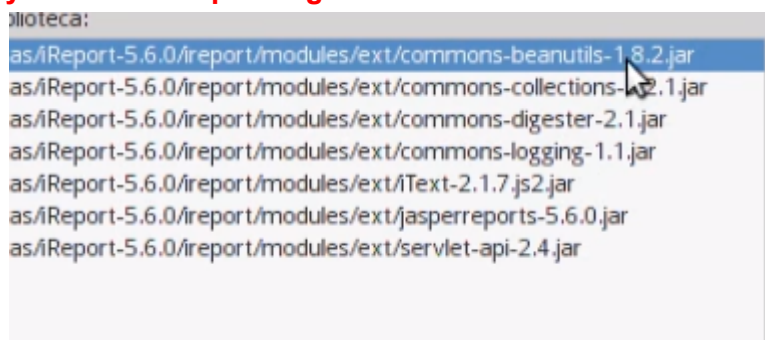 blioteca:
as/iReport-5.6.0/ireport/modules/ext/commons-beanutils-1.8.2.jar
as/iReport-5.6.0/ireport/modules/ext/commons-collections-2.1.jar
as/iReport-5.6.0/ireport/modules/ext/commons-digester-2.1.jar
as/iReport-5.6.0/ireport/modules/ext/commons-logging-1.1.jar
as/iReport-5.6.0/ireport/modules/ext/iText-2.1.7.js2.jar
as/iReport-5.6.0/ireport/modules/ext/jasperreports-5.6.0.jar
as/iReport-5.6.0/ireport/modules/ext/servlet-api-2.4.jar